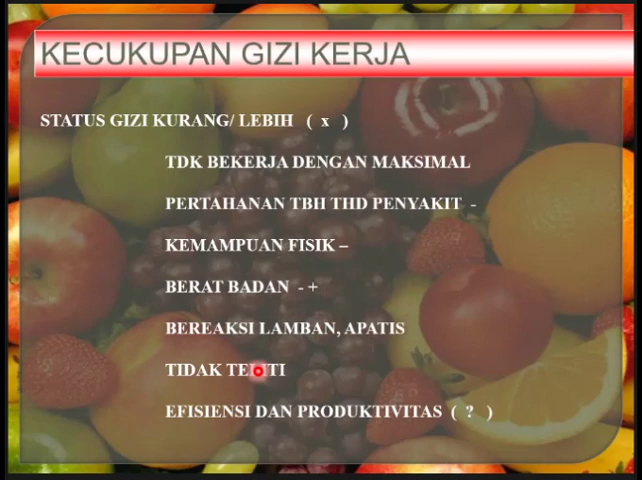 KECUKUPAN GIZI KERJA
STATUS GIZI KURANG/ LEBIH ( x )
TDK BEKERJA DENGAN MAKSIMAL
PERTAHANAN TBH THD PENYAKIT -
KEMAMPUAN FISIK –
BERAT BADAN - +
BEREAKSI LAMBAN, APATIS
TIDAK
EFISIENSI DAN PRODUKTIVITAS ( ? )